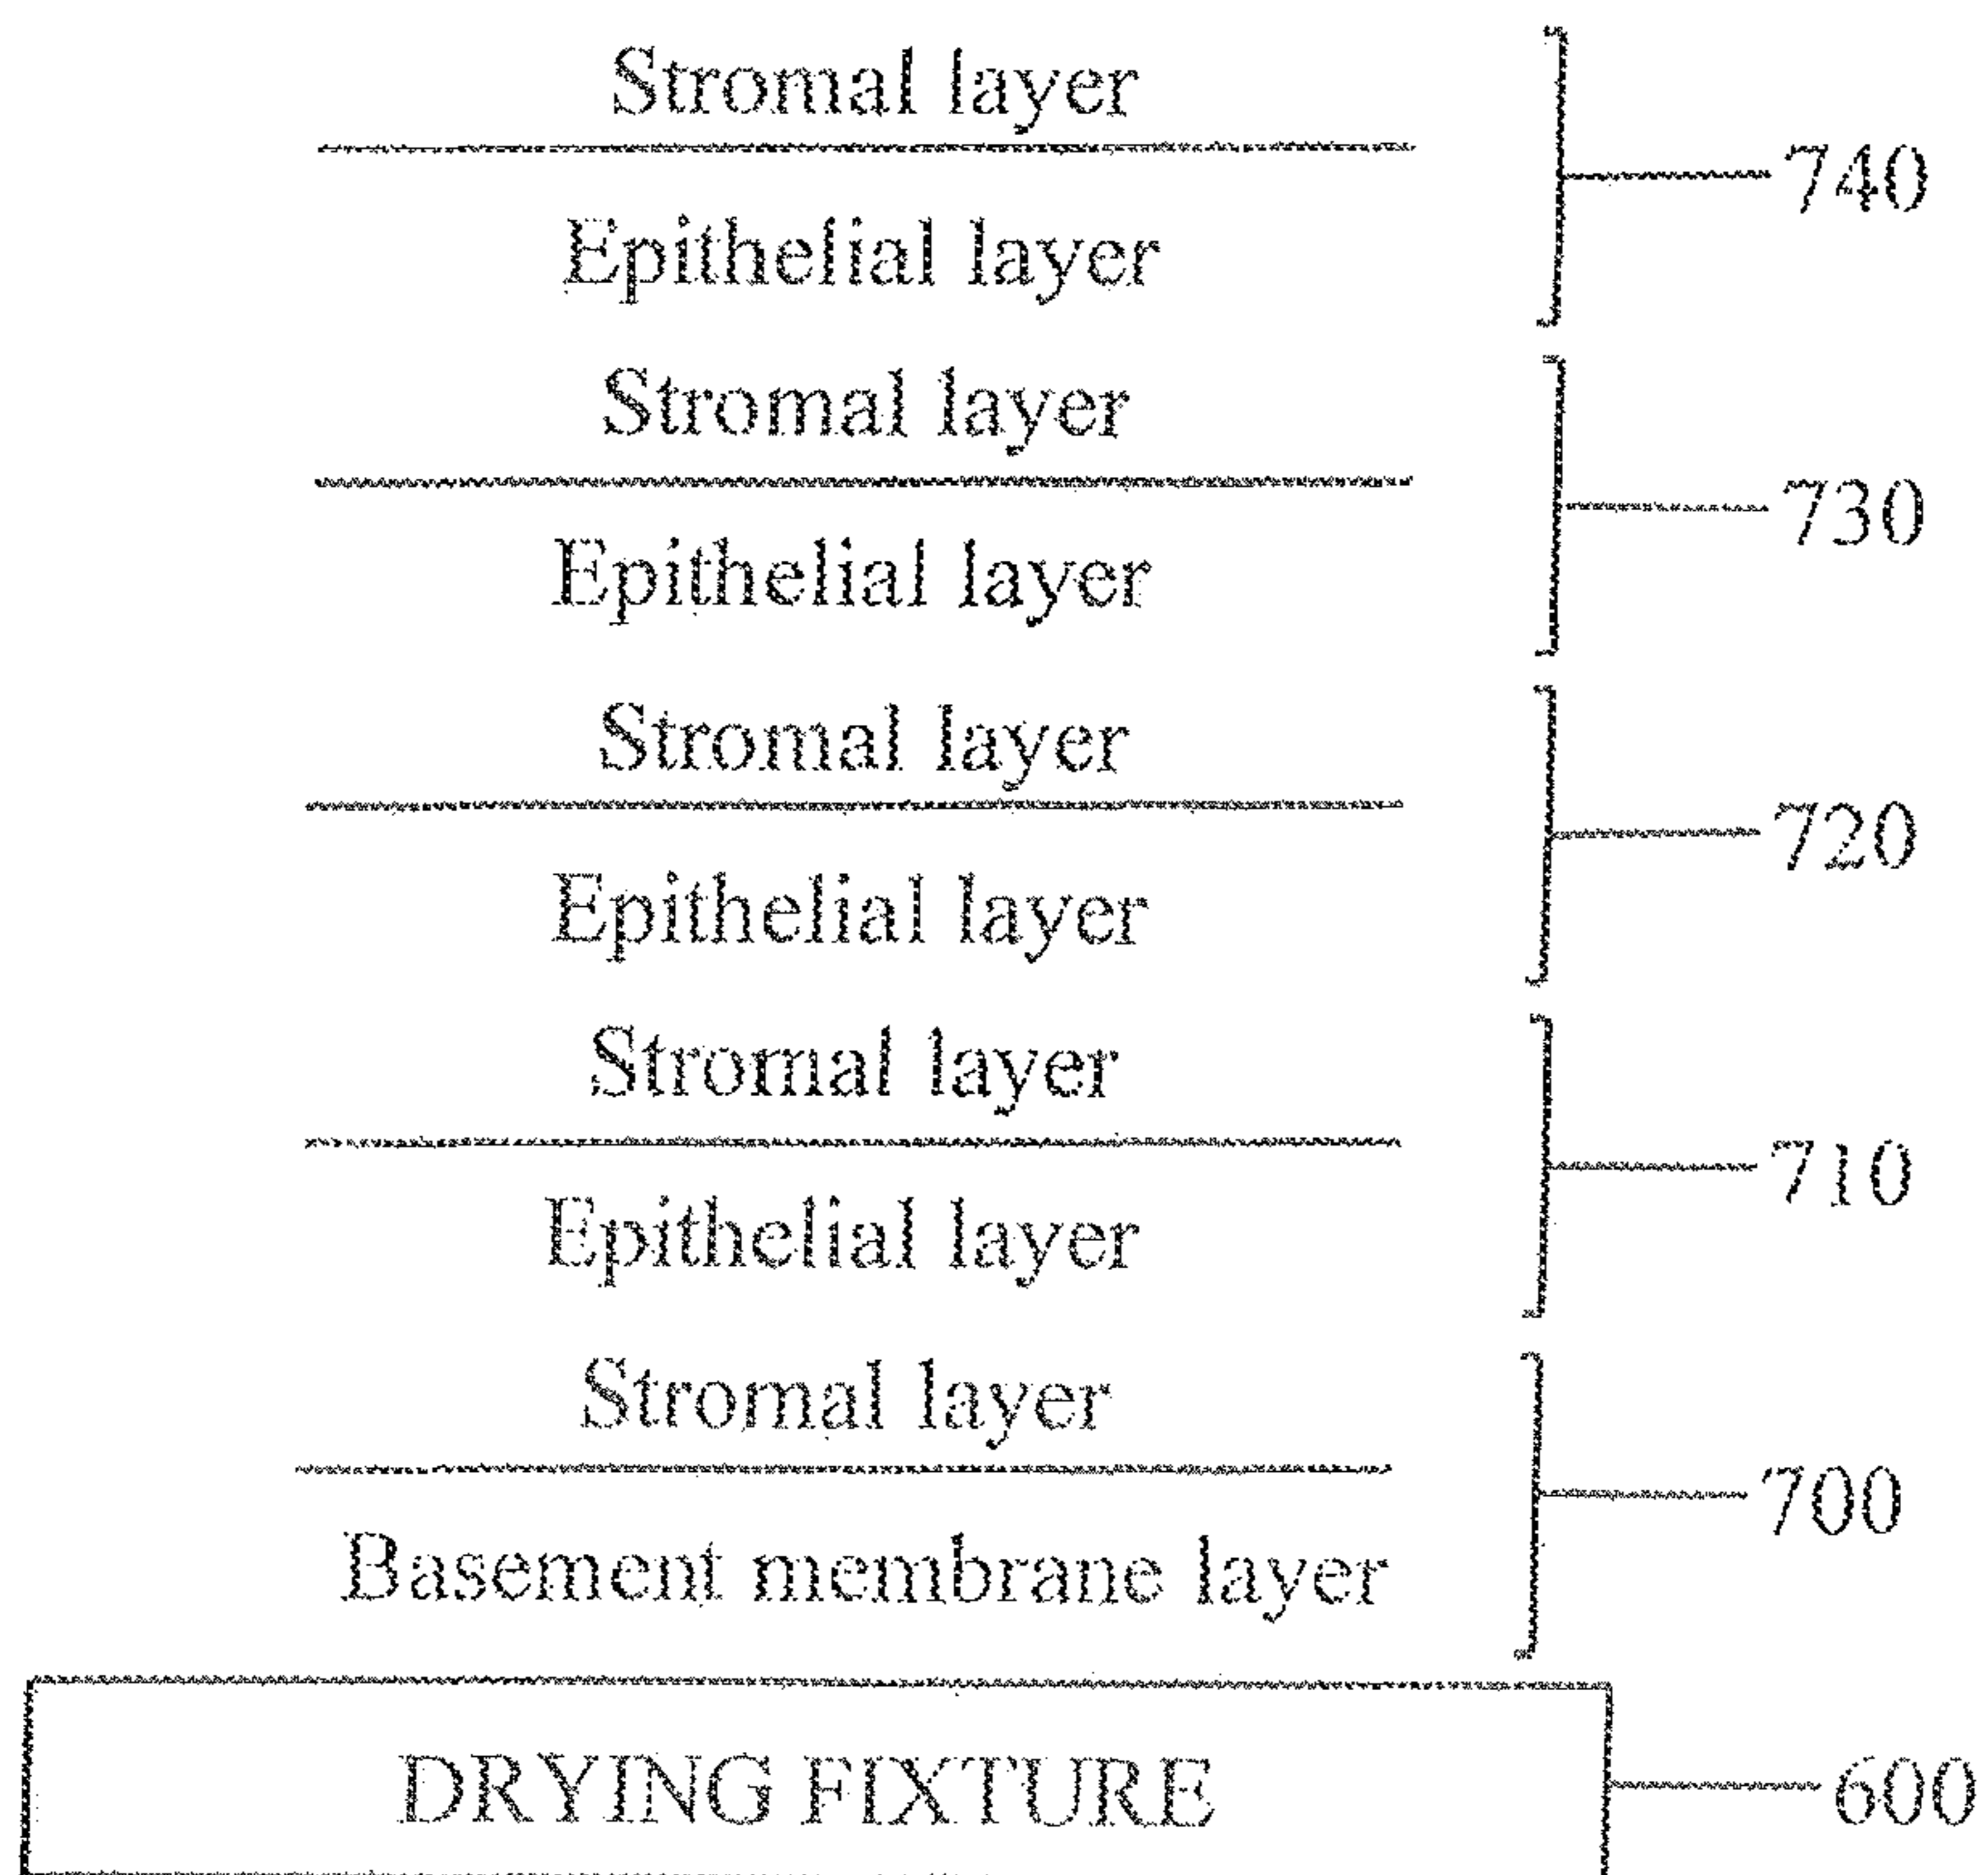 Stromal layer
740
Epithelial layer
Stromal layer
730
Epithelial layer
Stromal layer
720
Epithelial layer
Stromal layer
710
Epithelial layer
Stromal layer
700
Basement membrane layer
DRYING FIXTURE
600